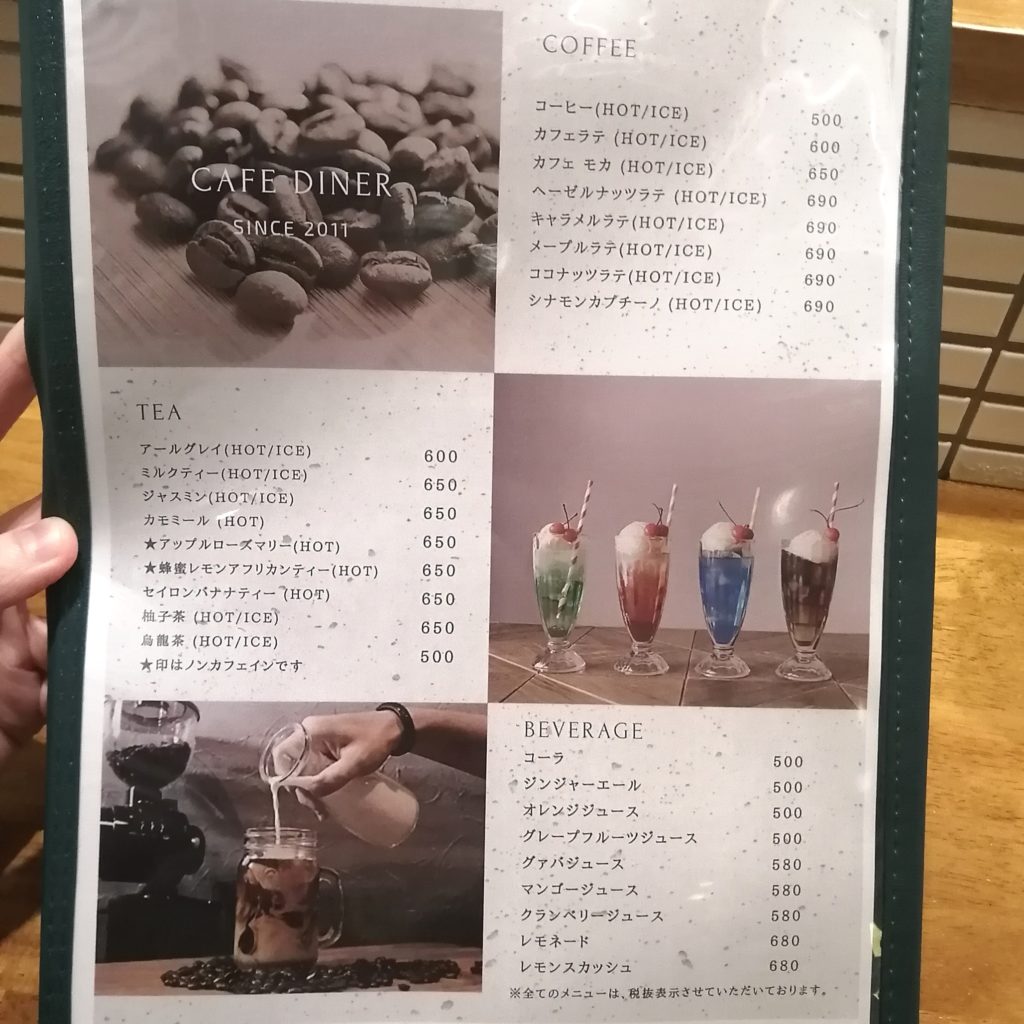 CAFE DINER
SINCE 2011
COFFEE
コーヒー(HOT/ICE) 500
カフェラテ (HOT/ICE) 600
カフェ モカ (HOT/ICE) 650
ヘーゼルナッツラテ (HOT/ICE) 690
キャラメルラテ(HOT/ICE) 690
メープルラテ(HOT/ICE) 690
ココナッツラテ(HOT/ICE) 690
シナモンカプチーノ (HOT/ICE) 690
TEA
アールグレイ(HOT/ICE)
ミルクティー(HOT/ICE)
ジャスミン(HOT/ICE)
カモミール (HOT)
★アップルローズマリー(HOT)
★蜂蜜レモンアフリカンティー(HOT)
セイロンバナナティー (HOT)
柚子茶 (HOT/ICE)
烏龍茶 (HOT/ICE)
★印はノンカフェインです
600
650
650
650
650
650
650
500
BEVERAGE
コーラ 500
ジンジャーエール 500
オレンジジュース 500
グレープフルーツジュース 500
グァバジュース 580
マンゴージュース 580
クランベリージュース 580
レモネード 680
レモンスカッシュ 680
※全てのメニューは、税抜表示させていただいております。